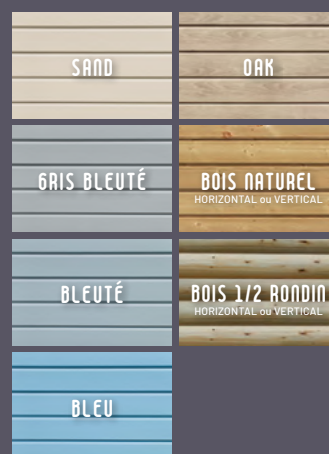 SAND
OAK
GRIS BLEUTÉ
BOIS NATUREL
HORIZONTAL ou VERTICAL
BLEUTÉ
BOIS 1/2 RONDIN
HORIZONTAL ou VERTICAL
BLEU